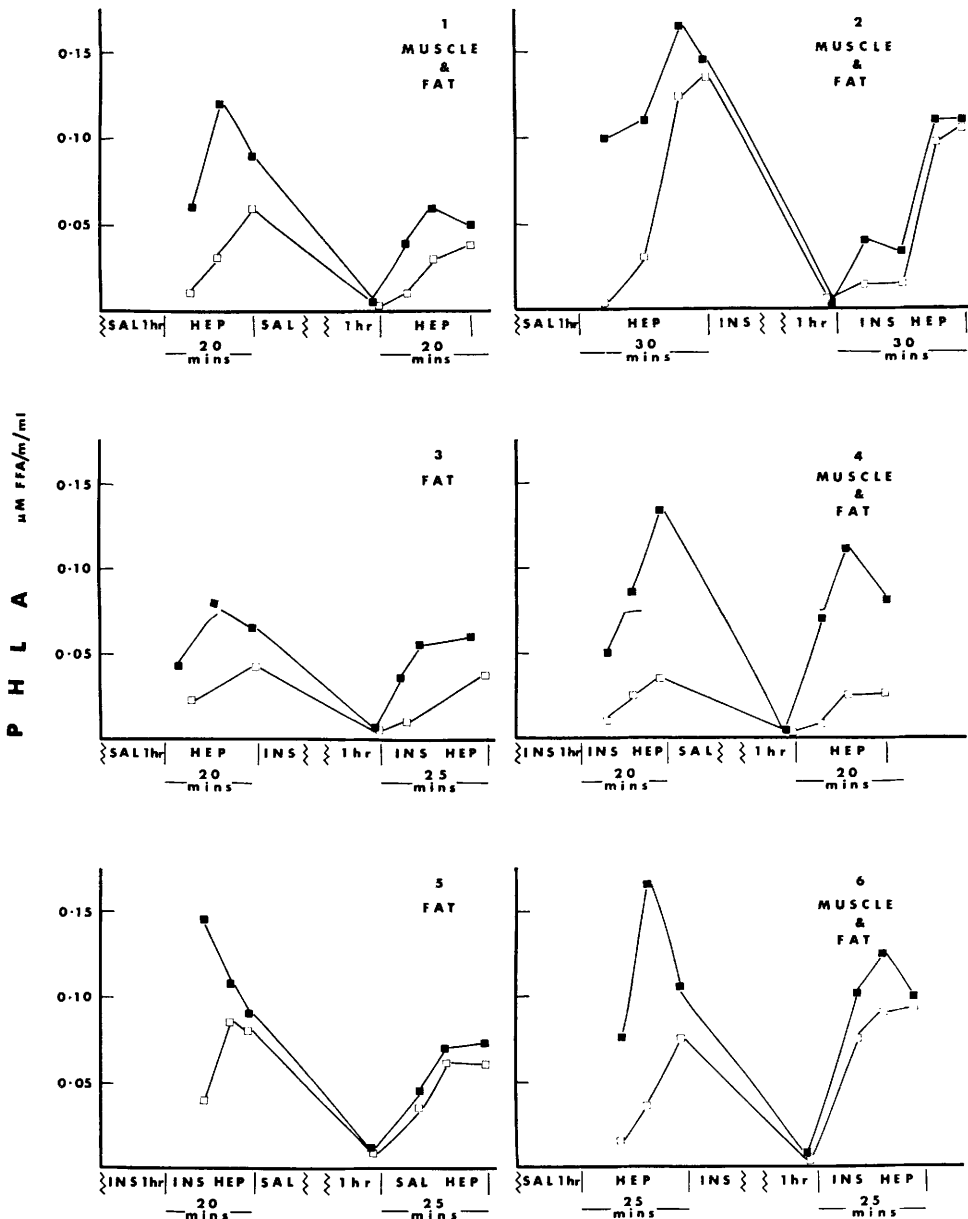 1
MUSCLE
&
FAT
0·15
0·10
0·05
SAL 1hr HEP SAL 1hr HEP
20 mins 20 mins
2
MUSCLE
&
FAT
SAL 1hr HEP INS 1hr INS HEP
30 mins 30 mins
PHLA µM FFA/m/ml
3
FAT
0·15
0·10
0·05
SAL 1hr HEP INS 1hr INS HEP
20 mins 25 mins
4
MUSCLE
&
FAT
INS 1hr INS HEP SAL 1hr HEP
20 mins 20 mins
5
FAT
0·15
0·10
0·05
INS 1hr INS HEP SAL 1hr SAL HEP
20 mins 25 mins
6
MUSCLE
&
FAT
SAL 1hr HEP INS 1hr INS HEP
25 mins 25 mins